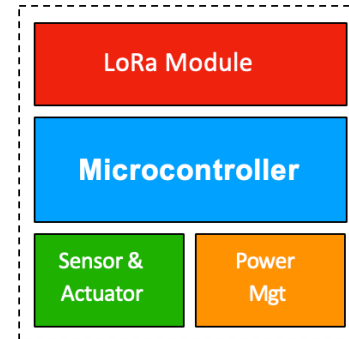 LoRa Module
Microcontroller
Sensor &
Actuator
Power
Mgt